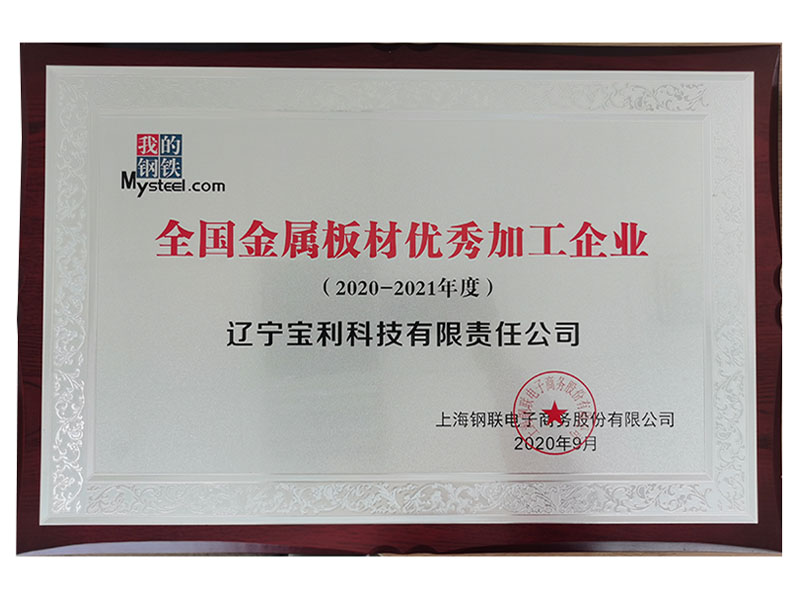 我的
钢铁
Mysteel.com
全国金属板材优秀加工企业
（2020-2021年度）
辽宁宝利科技有限责任公司
上海钢联电子商务股份有限公司
2020年9月